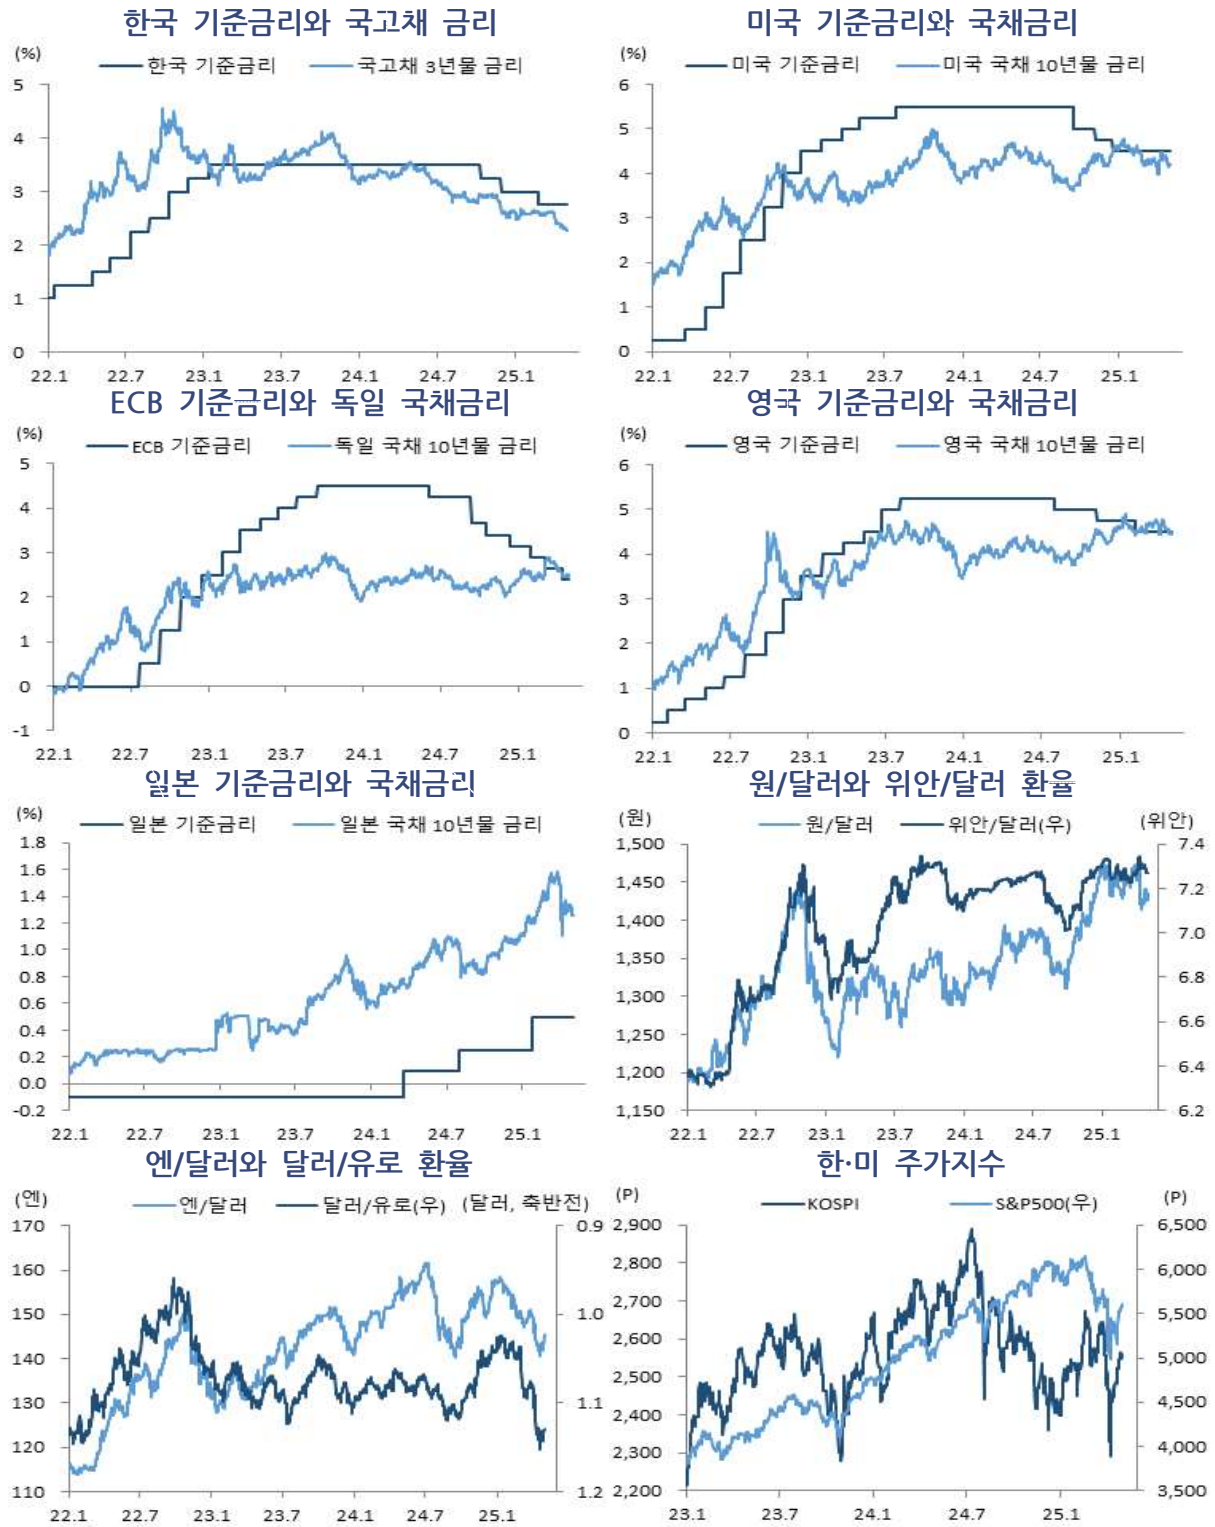 한국 기준금리와 국고채 금리
(%)
한국 기준금리 국고채 3년물 금리
5
4
3
2
1
0
22.1 22.7 23.1 23.7 24.1 24.7 25.1
미국 기준금리와 국채금리
(%)
미국 기준금리 미국 국채 10년물 금리
6
5
4
3
2
1
0
22.1 22.7 23.1 23.7 24.1 24.7 25.1
ECB 기준금리와 독일 국채금리
(%)
ECB 기준금리 독일 국채 10년물 금리
5
4
3
2
1
0
-1
22.1 22.7 23.1 23.7 24.1 24.7 25.1
영국 기준금리와 국채금리
(%)
영국 기준금리 영국 국채 10년물 금리
6
5
4
3
2
1
0
22.1 22.7 23.1 23.7 24.1 24.7 25.1
일본 기준금리와 국채금리
(%)
일본 기준금리 일본 국채 10년물 금리
1.8
1.6
1.4
1.2
1.0
0.8
0.6
0.4
0.2
0.0
-0.2
22.1 22.7 23.1 23.7 24.1 24.7 25.1
원/달러와 위안/달러 환율
(원) 원/달러 위안/달러(우) (위안)
1,500 7.4
1,450 7.2
1,400 7.0
1,350
1,300 6.8
1,250 6.6
1,200 6.4
1,150 6.2
22.1 22.7 23.1 23.7 24.1 24.7 25.1
엔/달러와 달러/유로 환율
(엔) 엔/달러 달러/유로(우) (달러, 축반전)
170 0.9
160
150 1.0
140
130 1.1
120
110 1.2
22.1 22.7 23.1 23.7 24.1 24.7 25.1
한·미 주가지수
(P) KOSPI S&P500(우) (P)
2,900 6,500
2,800 6,000
2,700 5,500
2,600 5,000
2,500 4,500
2,400 4,000
2,300
2,200 3,500
23.1 23.7 24.1 24.7 25.1